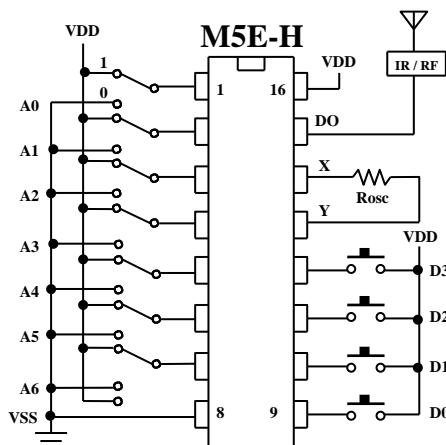 M5E-H
VDD
1
0
1
16
VDD
IR / RF
A0
DO
A1
X
Rosc
A2
Y
VDD
A3
D3
A4
D2
A5
D1
A6
VSS
8
9
D0